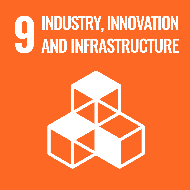 9 INDUSTRY, INNOVATION
AND INFRASTRUCTURE